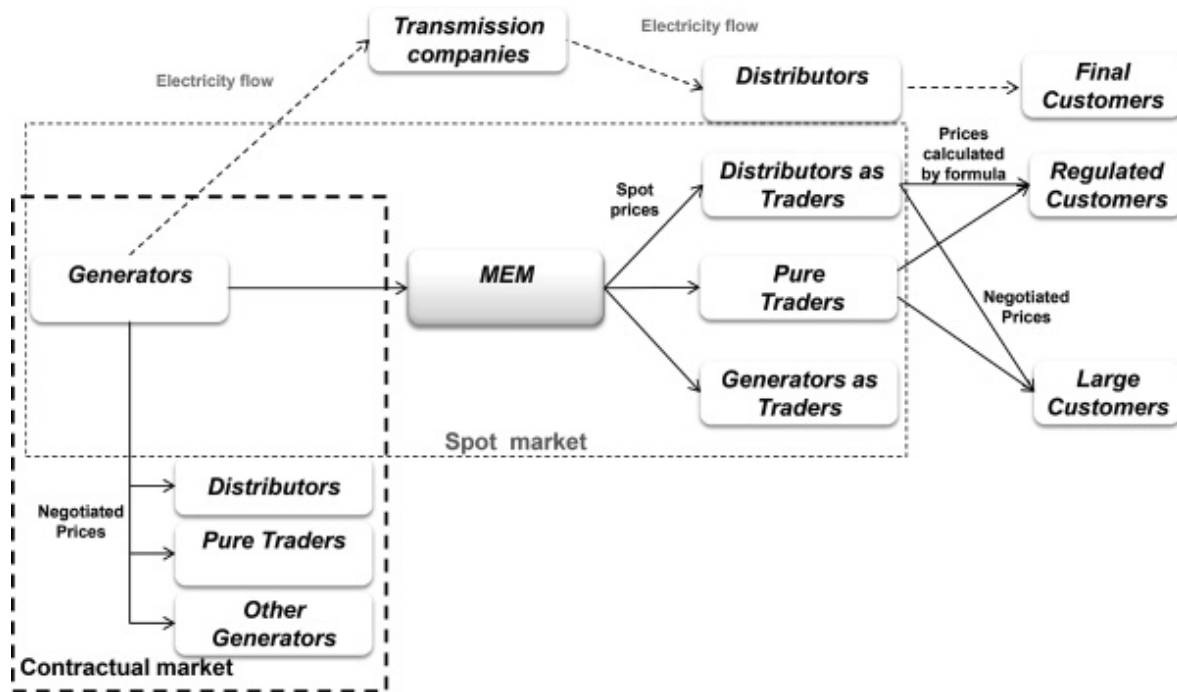 Transmission
companies
Electricity flow
Electricity flow
Distributors
Final
Customers
Prices
calculated
by formula
Distributors as
Traders
Regulated
Customers
Spot
prices
Generators
MEM
Pure
Traders
Negotiated
Prices
Generators as
Traders
Large
Customers
Spot market
Distributors
Negotiated
Prices
Pure Traders
Other
Generators
Contractual market